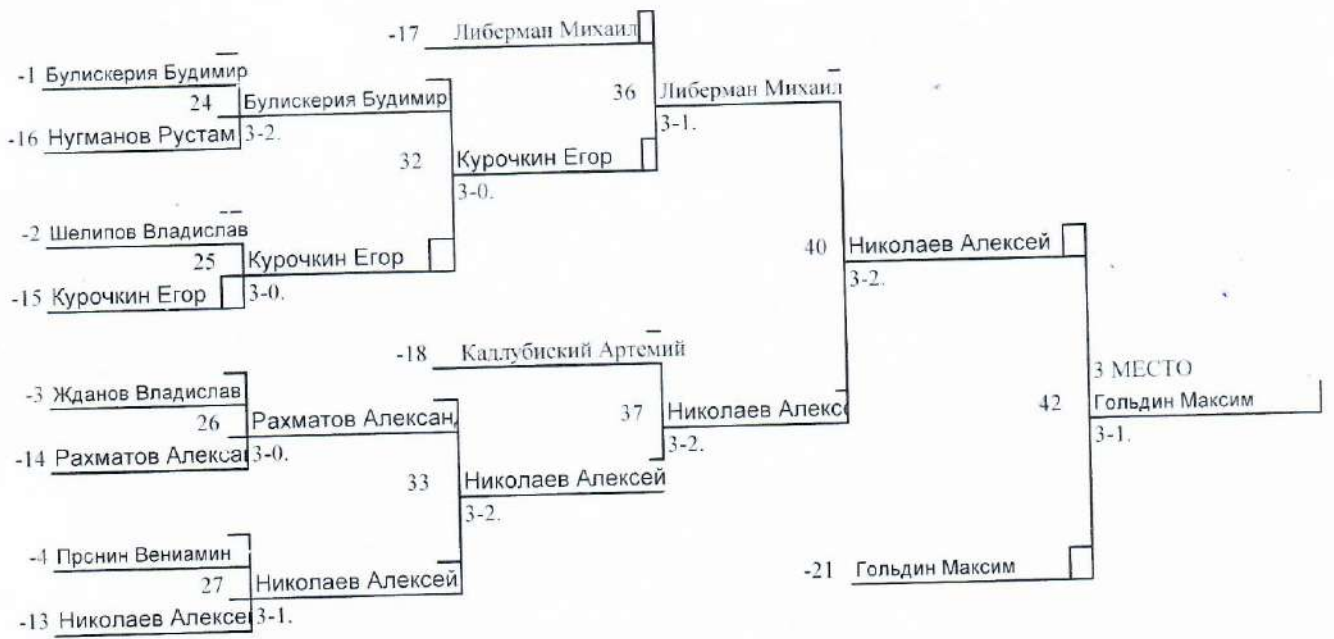 -17 Либерман Михаил
-1 Булискерия Будимир
24 Булискерия Будимир
36 Либерман Михаил
-16 Нугманов Рустам 3-2.
3-1.
32 Курочкин Егор
3-0.
-2 Шелипов Владислав
25 Курочкин Егор
40 Николаев Алексей
-15 Курочкин Егор 3-0.
3-2.
-18 Каллубиский Артемий
3 МЕСТО
-3 Жданов Владислав
26 Рахматов Алексан
37 Николаев Алекс
42 Гольдин Максим
-14 Рахматов Алекса 3-0.
3-2.
3-1.
33 Николаев Алексей
3-2.
-4 Прснин Вениамин
27 Николаев Алексей
-21 Гольдин Максим
-13 Николаев Алексе 3-1.